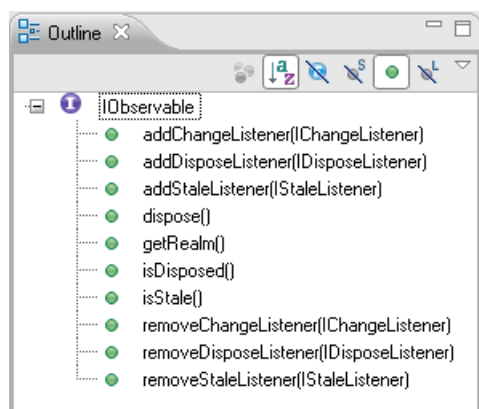 Outline
a
z
S
L
I
IObservable
addChangeListener(IChangeListener)
addDisposeListener(IDisposeListener)
addStaleListener(IStaleListener)
dispose()
getRealm()
isDisposed()
isStale()
removeChangeListener(IChangeListener)
removeDisposeListener(IDisposeListener)
removeStaleListener(IStaleListener)